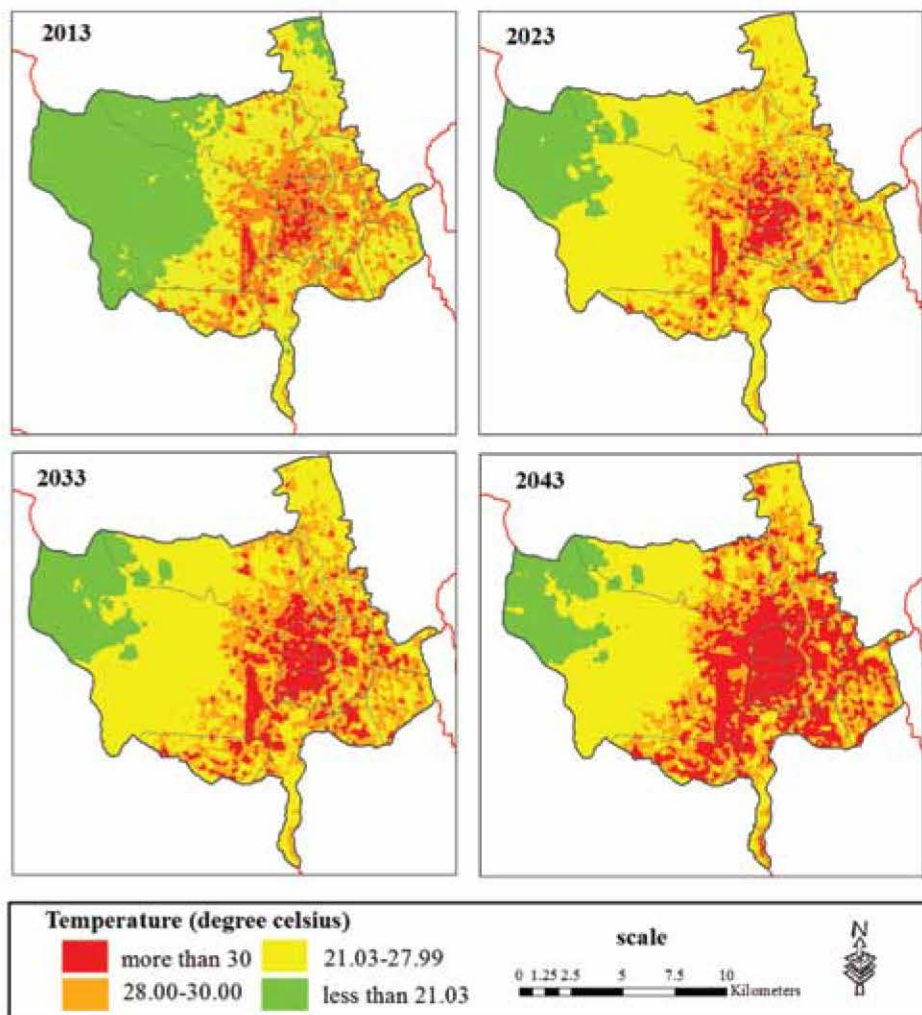 2013
2023
2033
2043
Temperature (degree celsius)
more than 30
21.03-27.99
28.00-30.00
less than 21.03
scale
0 1.25 2.5 5 7.5 10
Kilometers
N